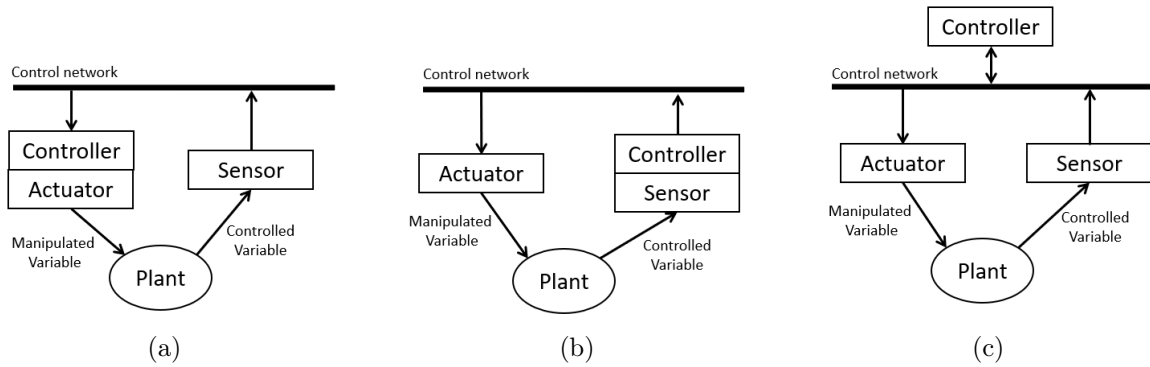 Control network
Controller
Actuator
Sensor
Manipulated
Variable
Controlled
Variable
Plant
(a)
Control network
Actuator
Controller
Sensor
Manipulated
Variable
Controlled
Variable
Plant
(b)
Controller
Control network
Actuator
Sensor
Manipulated
Variable
Controlled
Variable
Plant
(c)